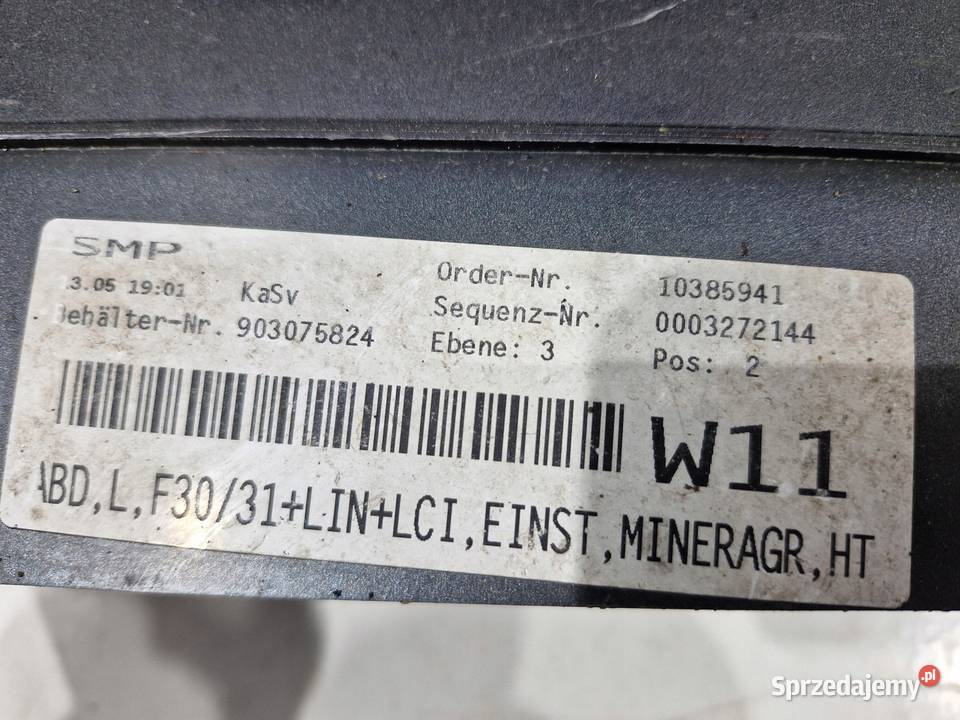 SMP
3.05 19:01 KaSv
Behälter-Nr. 903075824
Order-Nr. 10385941
Sequenz-Nr. 0003272144
Ebene: 3 Pos: 2
W11
ABD,L,F30/31+LIN+LCI,EINST,MINERAGR,HT
Sprzedajemy.pl